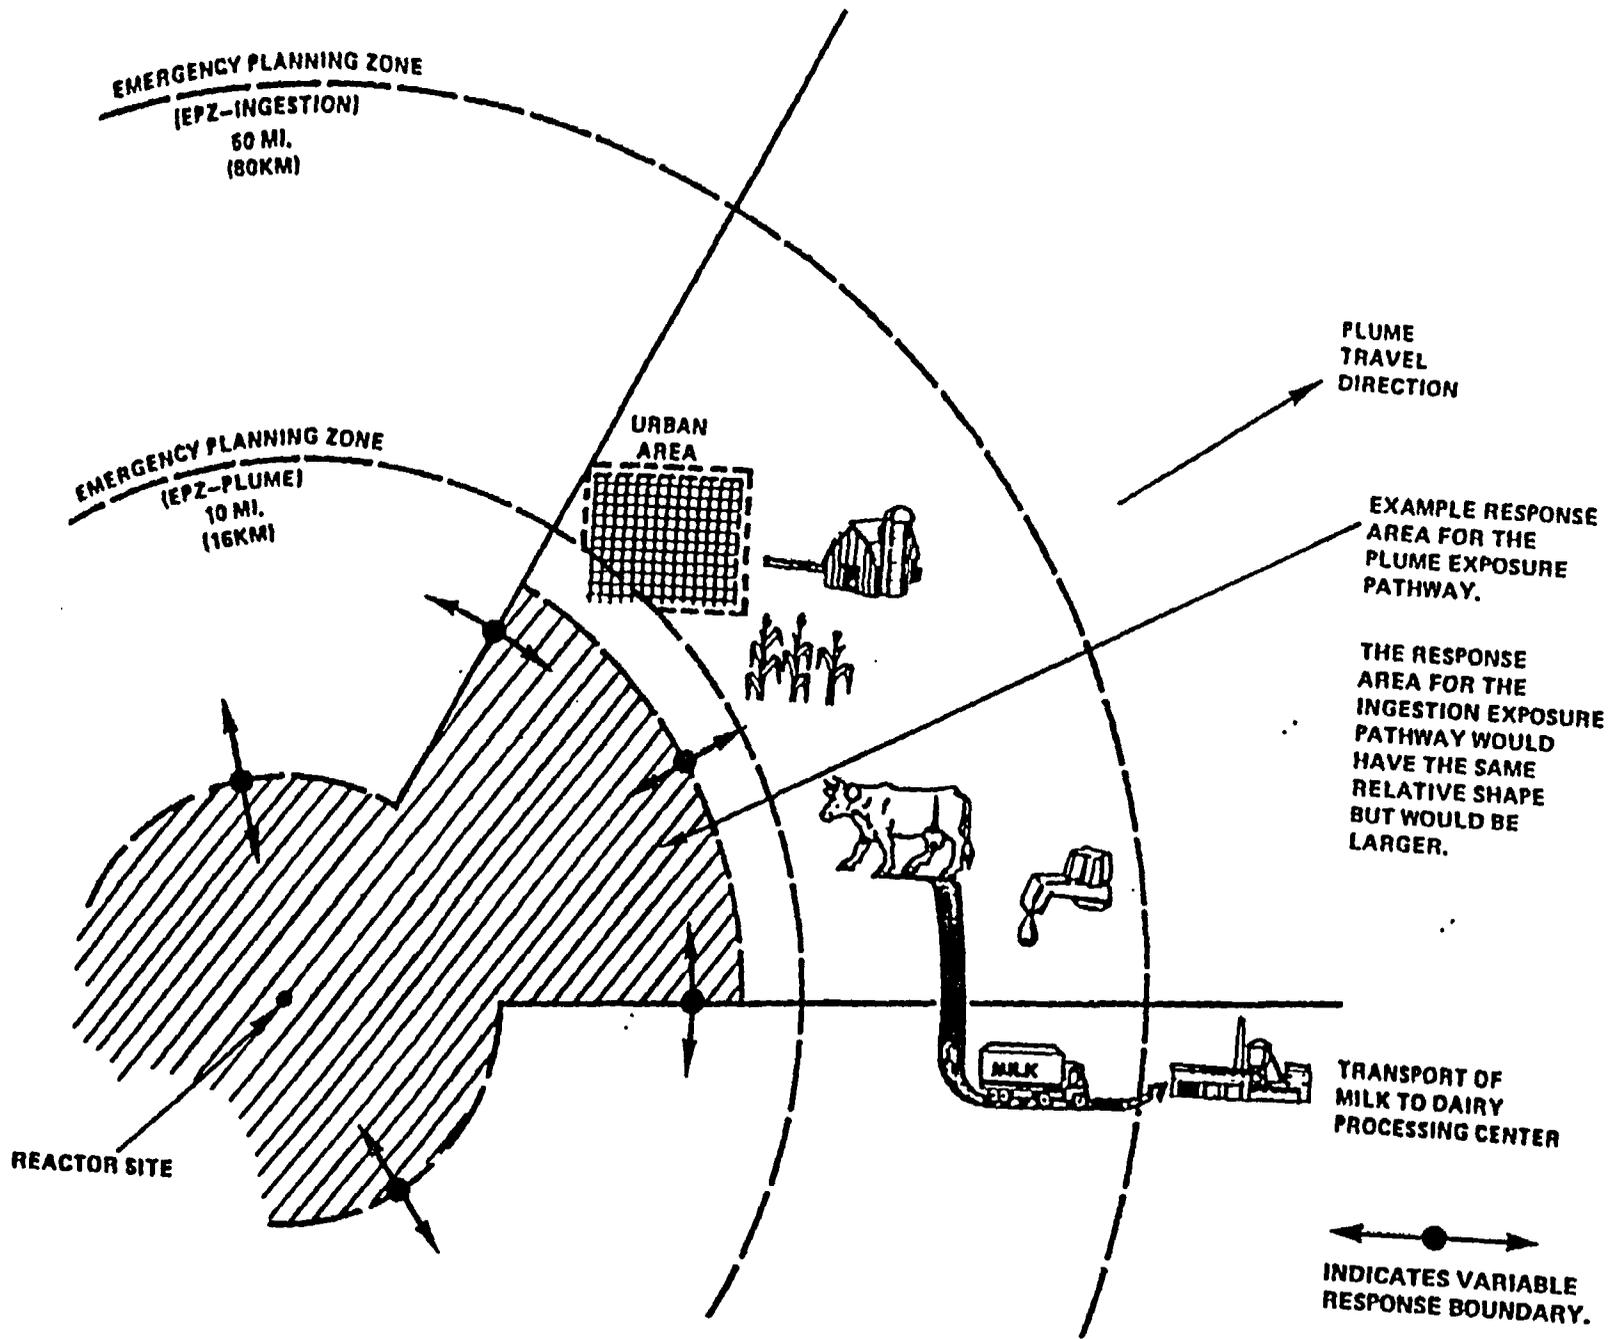 EMERGENCY PLANNING ZONE
(EPZ-INGESTION)
50 MI.
(80KM)
PLUME
TRAVEL
DIRECTION
URBAN
AREA
EMERGENCY PLANNING ZONE
(EPZ-PLUME)
10 MI.
(16KM)
EXAMPLE RESPONSE
AREA FOR THE
PLUME EXPOSURE
PATHWAY.
THE RESPONSE
AREA FOR THE
INGESTION EXPOSURE
PATHWAY WOULD
HAVE THE SAME
RELATIVE SHAPE
BUT WOULD BE
LARGER.
MILK
TRANSPORT OF
MILK TO DAIRY
PROCESSING CENTER
REACTOR SITE
INDICATES VARIABLE
RESPONSE BOUNDARY.